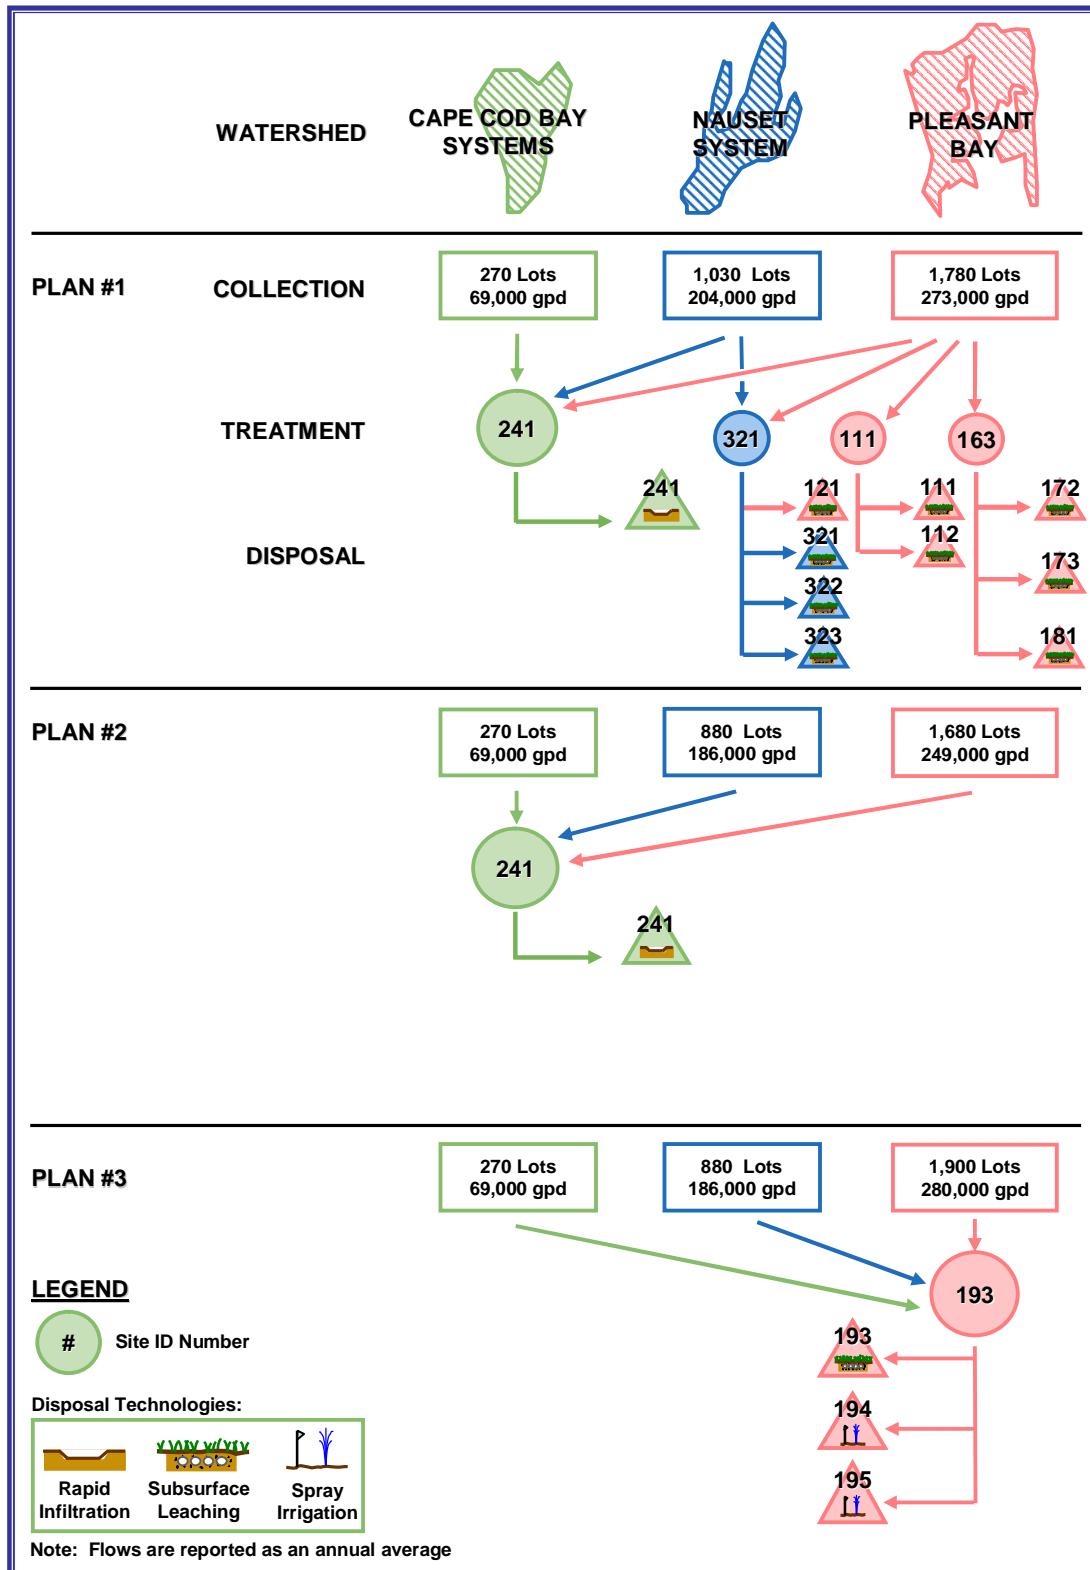 WATERSHED
CAPE COD BAY
SYSTEMS
NAUSET
SYSTEM
PLEASANT
BAY
PLAN #1
COLLECTION
270 Lots
69,000 gpd
1,030 Lots
204,000 gpd
1,780 Lots
273,000 gpd
TREATMENT
241
321
111
163
DISPOSAL
241
121
321
322
323
111
112
172
173
181
PLAN #2
270 Lots
69,000 gpd
880 Lots
186,000 gpd
1,680 Lots
249,000 gpd
241
241
PLAN #3
270 Lots
69,000 gpd
880 Lots
186,000 gpd
1,900 Lots
280,000 gpd
193
193
194
195
LEGEND
# Site ID Number
Disposal Technologies:
Rapid
Infiltration
Subsurface
Leaching
Spray
Irrigation
Note: Flows are reported as an annual average